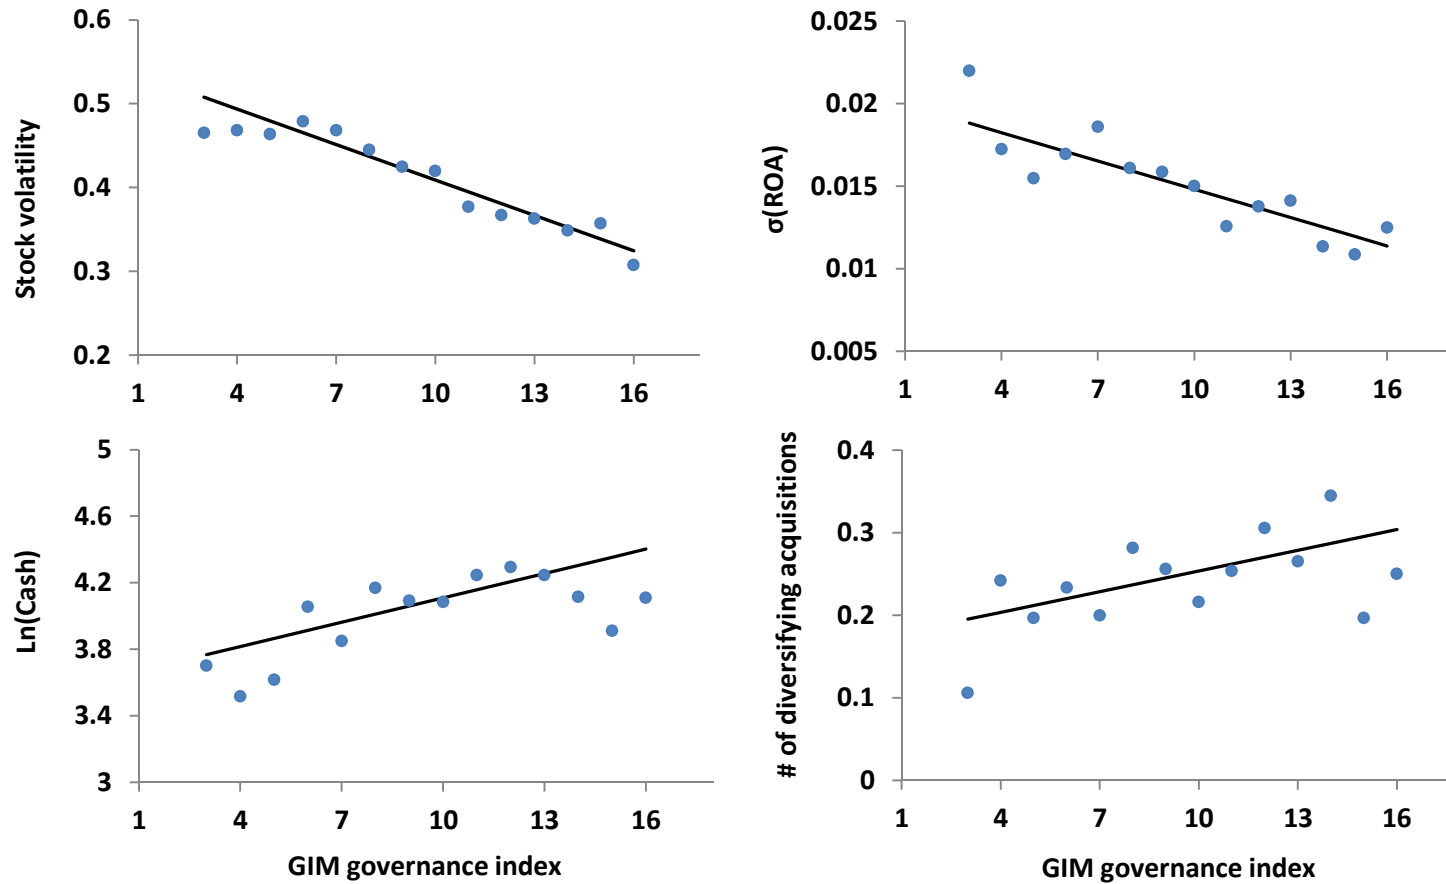 Stock volatility
0.6
0.5
0.4
0.3
0.2
1 4 7 10 13 16
σ(ROA)
0.025
0.02
0.015
0.01
0.005
1 4 7 10 13 16
Ln(Cash)
5
4.6
4.2
3.8
3.4
3
1 4 7 10 13 16
GIM governance index
# of diversifying acquisitions
0.4
0.3
0.2
0.1
0
1 4 7 10 13 16
GIM governance index